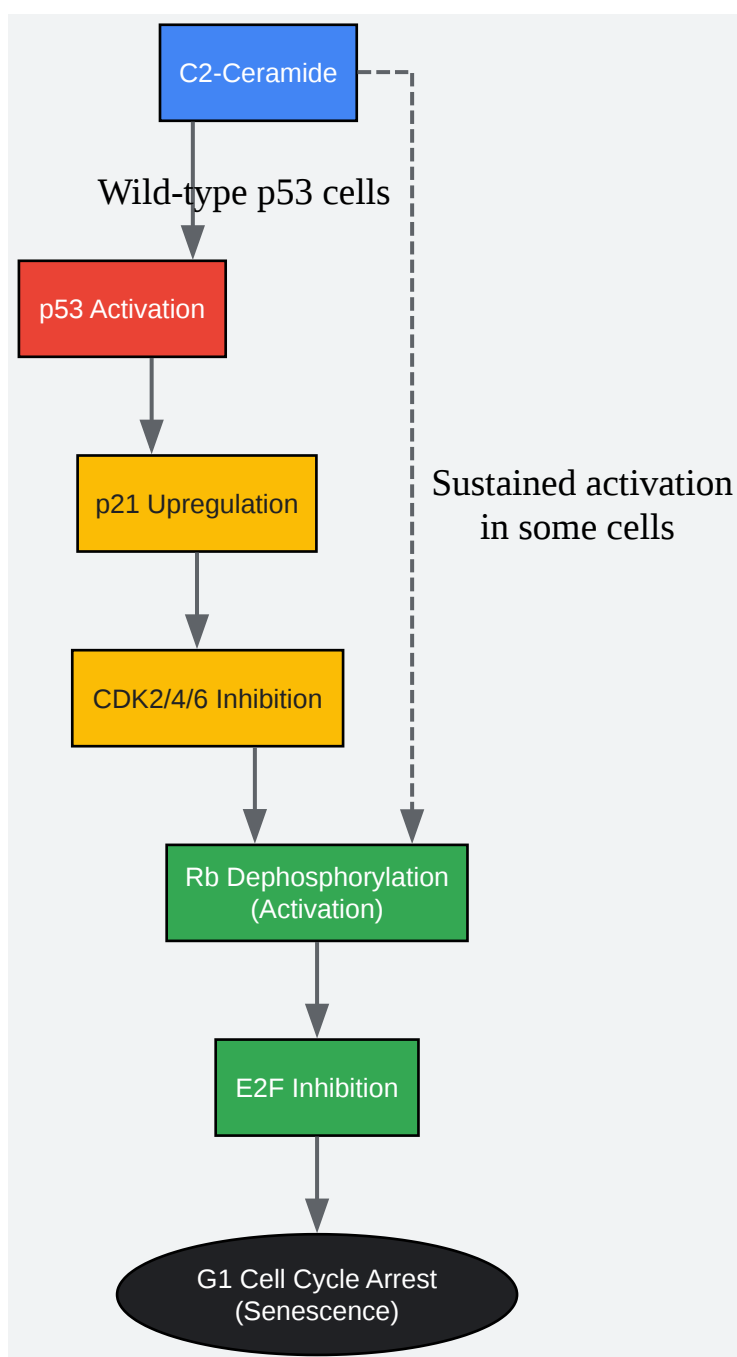 C2-Ceramide
Wild-type p53 cells
p53 Activation
Sustained activation
in some cells
p21 Upregulation
CDK2/4/6 Inhibition
Rb Dephosphorylation
(Activation)
E2F Inhibition
G1 Cell Cycle Arrest
(Senescence)